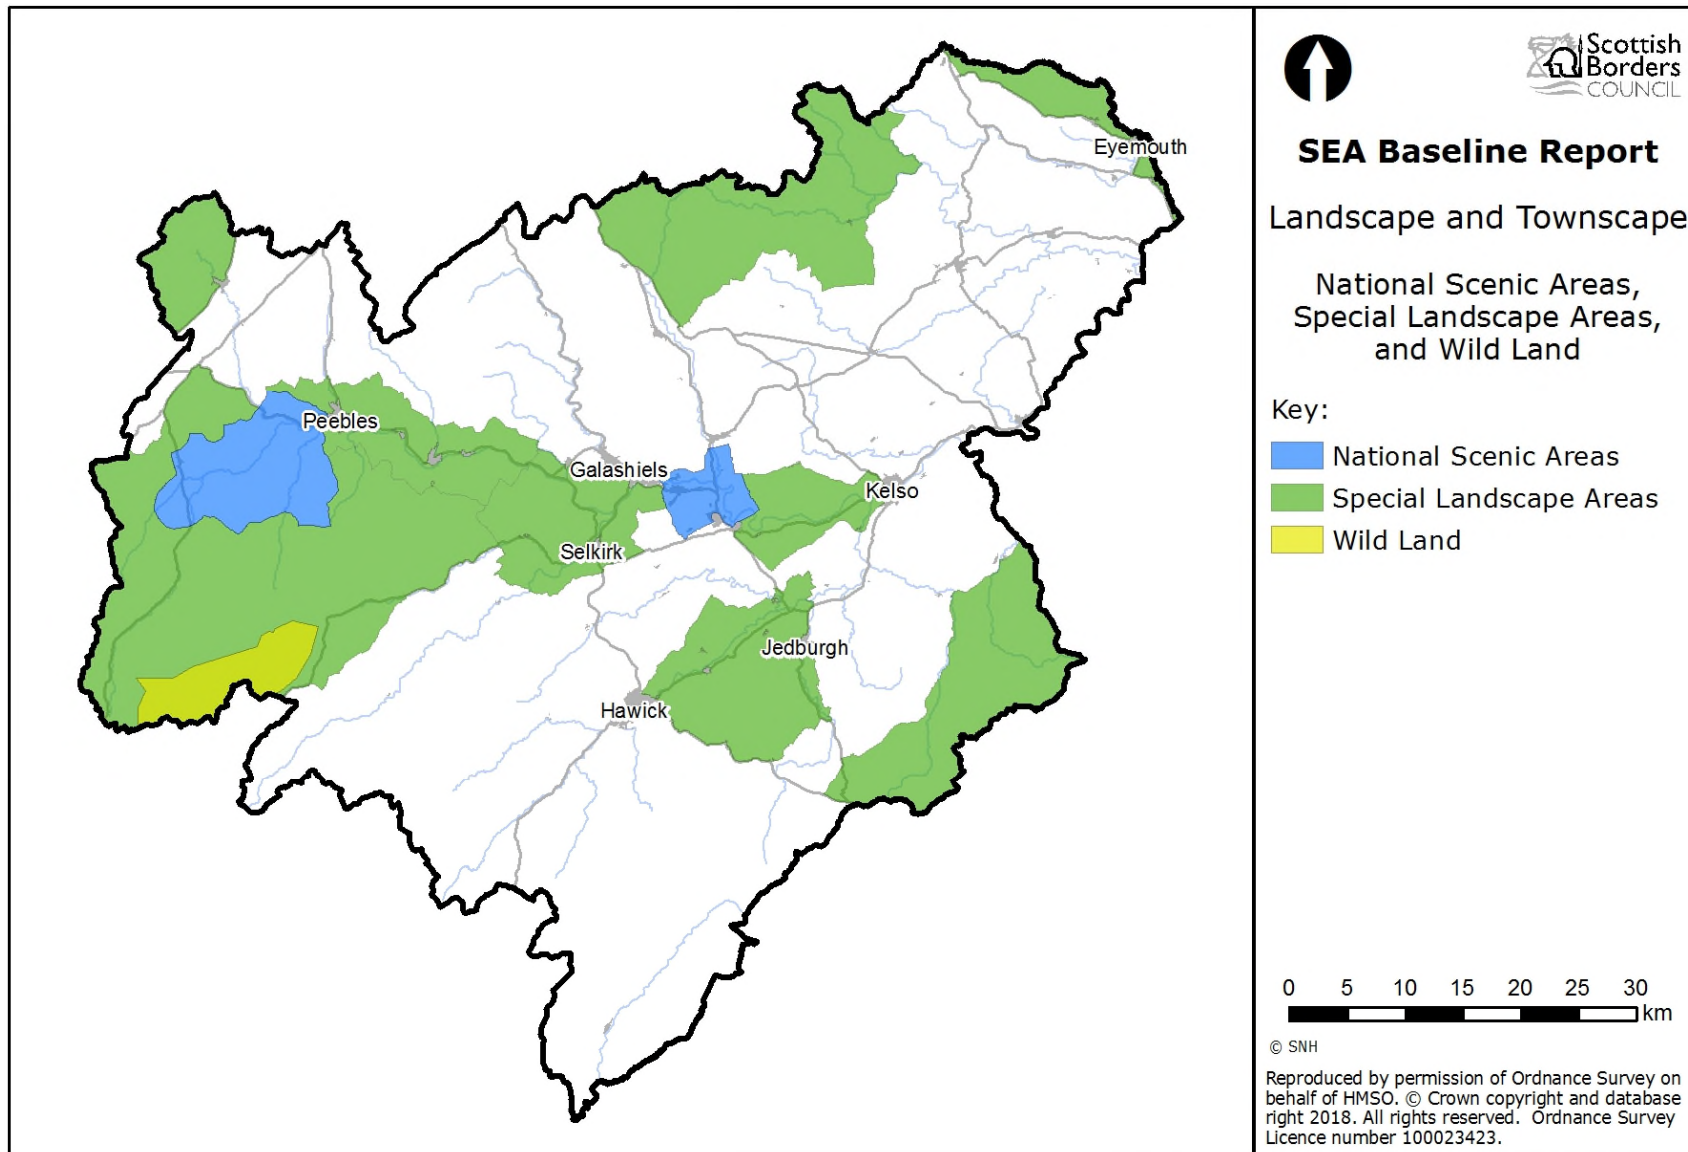 Scottish
Borders
COUNCIL
SEA Baseline Report
Landscape and Townscape
National Scenic Areas,
Special Landscape Areas,
and Wild Land
Key:
National Scenic Areas
Special Landscape Areas
Wild Land
Eyemouth
Peebles
Galashiels
Kelso
Selkirk
Jedburgh
Hawick
0 5 10 15 20 25 30
km
© SNH
Reproduced by permission of Ordnance Survey on
behalf of HMSO. © Crown copyright and database
right 2018. All rights reserved. Ordnance Survey
Licence number 100023423.